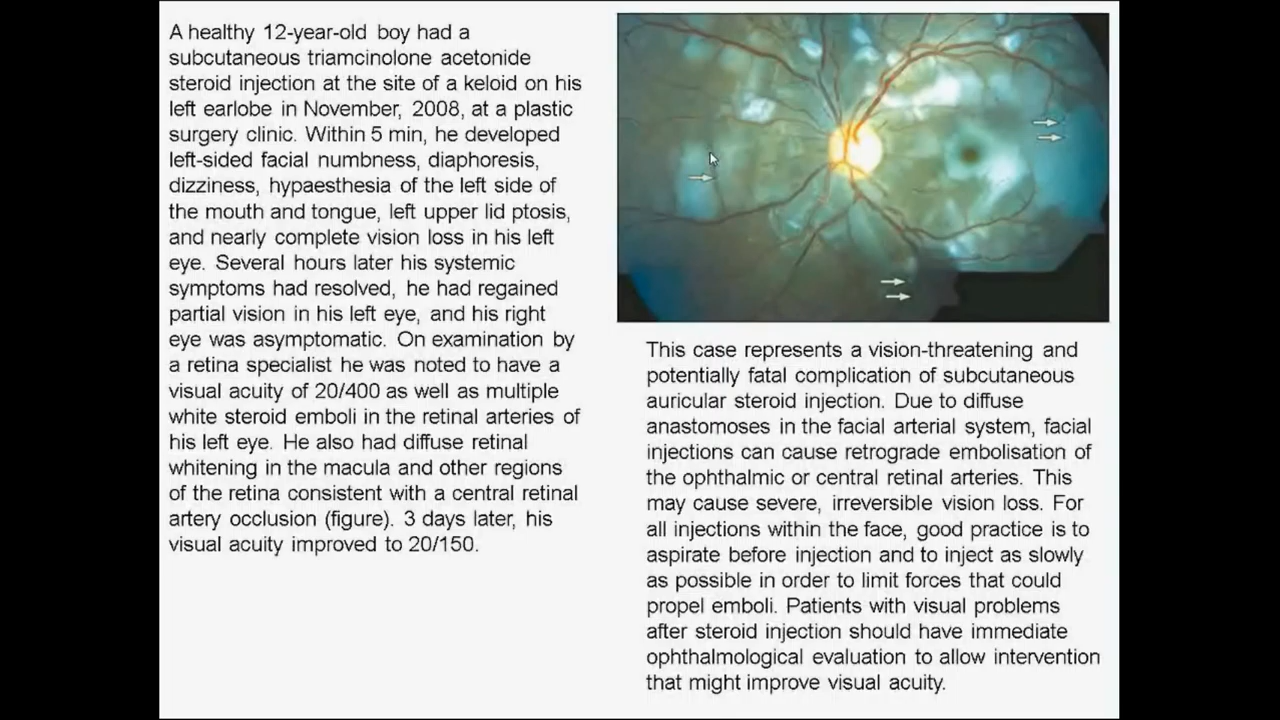 A healthy 12-year-old boy had a
subcutaneous triamcinolone acetonide
steroid injection at the site of a keloid on his
left earlobe in November, 2008, at a plastic
surgery clinic. Within 5 min, he developed
left-sided facial numbness, diaphoresis,
dizziness, hypaesthesia of the left side of
the mouth and tongue, left upper lid ptosis,
and nearly complete vision loss in his left
eye. Several hours later his systemic
symptoms had resolved, he had regained
partial vision in his left eye, and his right
eye was asymptomatic. On examination by
a retina specialist he was noted to have a
visual acuity of 20/400 as well as multiple
white steroid emboli in the retinal arteries of
his left eye. He also had diffuse retinal
whitening in the macula and other regions
of the retina consistent with a central retinal
artery occlusion (figure). 3 days later, his
visual acuity improved to 20/150.
This case represents a vision-threatening and
potentially fatal complication of subcutaneous
auricular steroid injection. Due to diffuse
anastomoses in the facial arterial system, facial
injections can cause retrograde embolisation of
the ophthalmic or central retinal arteries. This
may cause severe, irreversible vision loss. For
all injections within the face, good practice is to
aspirate before injection and to inject as slowly
as possible in order to limit forces that could
propel emboli. Patients with visual problems
after steroid injection should have immediate
ophthalmological evaluation to allow intervention
that might improve visual acuity.